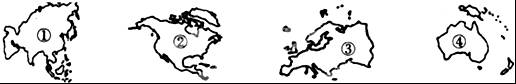 ① ② ③ ④